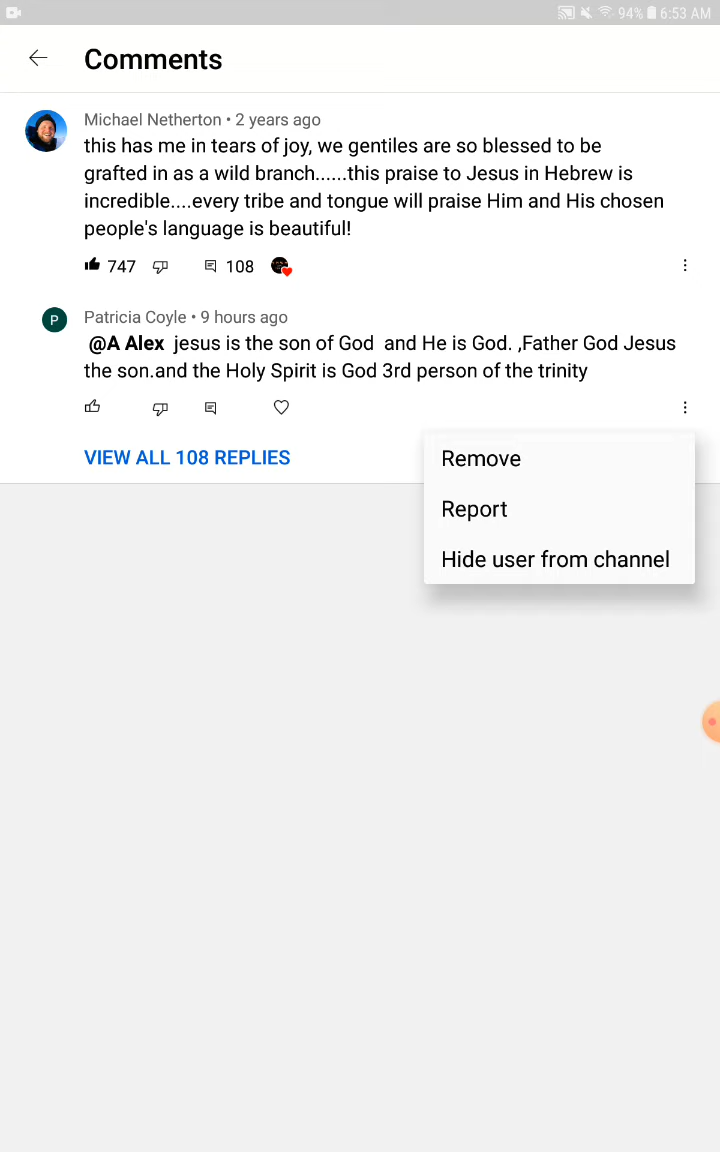 94% 6:53 AM
Comments
Michael Netherton • 2 years ago
this has me in tears of joy, we gentiles are so blessed to be
grafted in as a wild branch......this praise to Jesus in Hebrew is
incredible....every tribe and tongue will praise Him and His chosen
people's language is beautiful!
747 108
P
Patricia Coyle • 9 hours ago
@A Alex jesus is the son of God and He is God. ,Father God Jesus
the son.and the Holy Spirit is God 3rd person of the trinity
VIEW ALL 108 REPLIES
Remove
Report
Hide user from channel